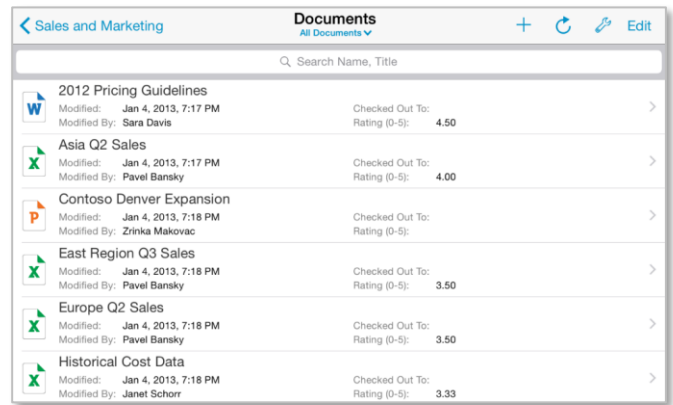 Sales and Marketing Documents Edit
All Documents
Search Name, Title
2012 Pricing Guidelines
W Modified: Jan 4, 2013, 7:17 PM Checked Out To:
Modified By: Sara Davis Rating (0-5): 4.50
Asia Q2 Sales
X Modified: Jan 4, 2013, 7:17 PM Checked Out To:
Modified By: Pavel Bansky Rating (0-5): 4.00
Contoso Denver Expansion
P Modified: Jan 4, 2013, 7:18 PM Checked Out To:
Modified By: Zrinka Makovac Rating (0-5):
East Region Q3 Sales
X Modified: Jan 4, 2013, 7:18 PM Checked Out To:
Modified By: Pavel Bansky Rating (0-5): 3.50
Europe Q2 Sales
X Modified: Jan 4, 2013, 7:18 PM Checked Out To:
Modified By: Pavel Bansky Rating (0-5): 3.50
Historical Cost Data
X Modified: Jan 4, 2013, 7:18 PM Checked Out To:
Modified By: Janet Schorr Rating (0-5): 3.33